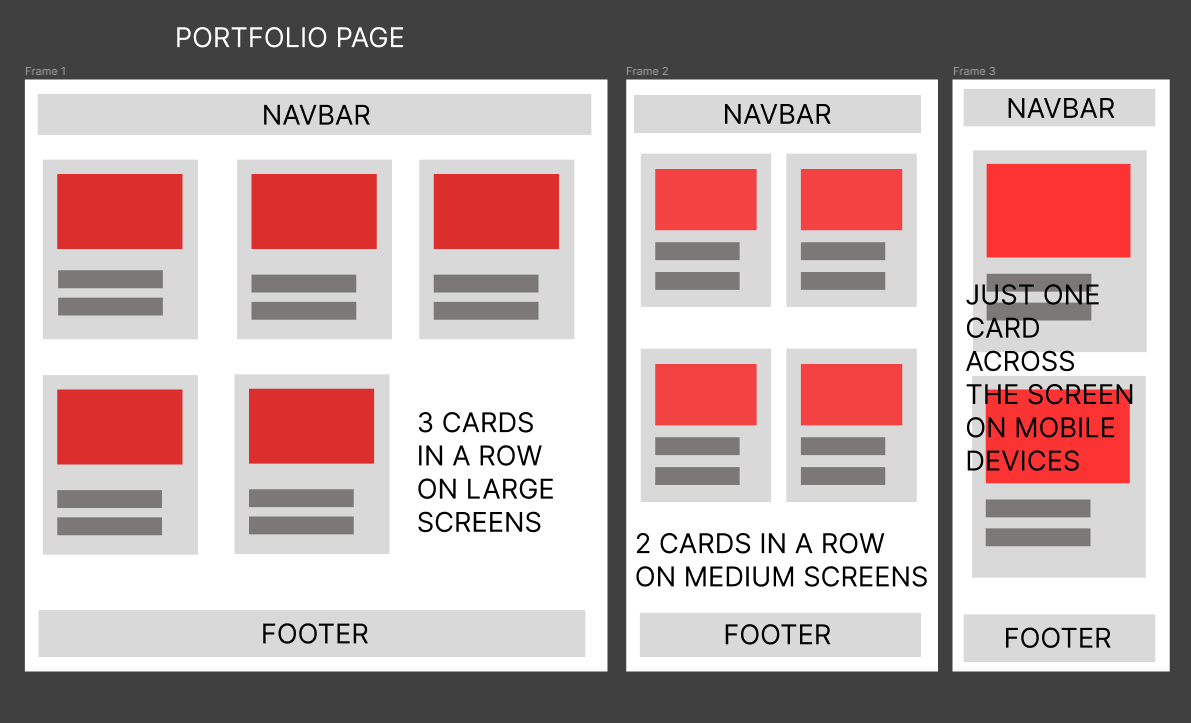 PORTFOLIO PAGE
Frame 1
NAVBAR
3 CARDS
IN A ROW
ON LARGE
SCREENS
FOOTER
Frame 2
NAVBAR
2 CARDS IN A ROW
ON MEDIUM SCREENS
FOOTER
Frame 3
NAVBAR
JUST ONE
CARD
ACROSS
THE SCREEN
ON MOBILE
DEVICES
FOOTER